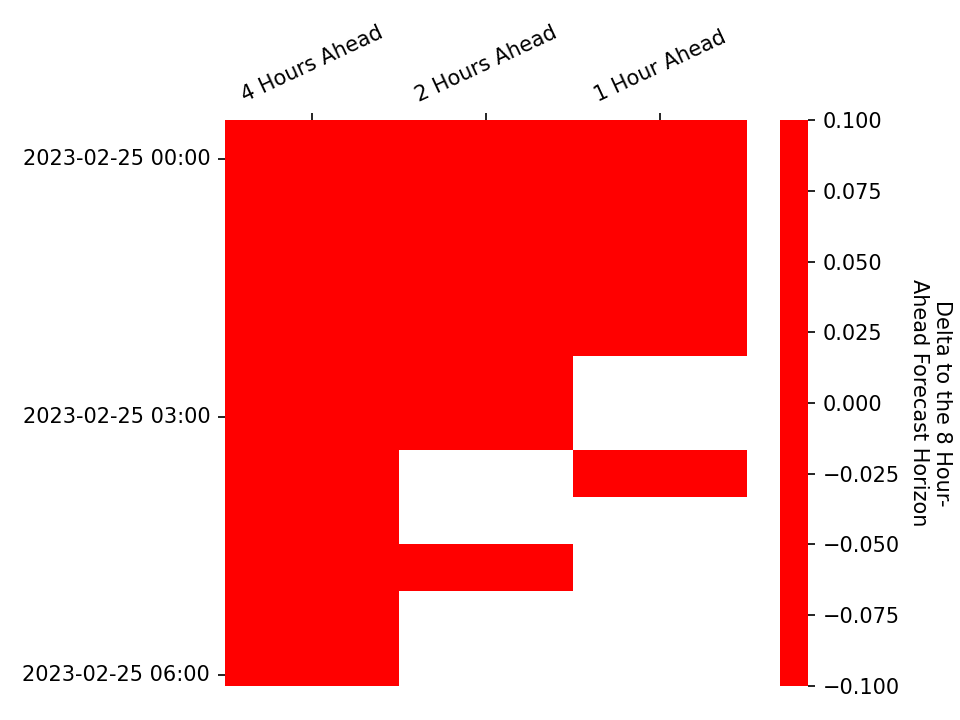 4 Hours Ahead
2 Hours Ahead
1 Hour Ahead
2023-02-25 00:00
2023-02-25 03:00
2023-02-25 06:00
0.100
0.075
0.050
0.025
0.000
−0.025
−0.050
−0.075
−0.100
Delta to the 8 Hour-
Ahead Forecast Horizon